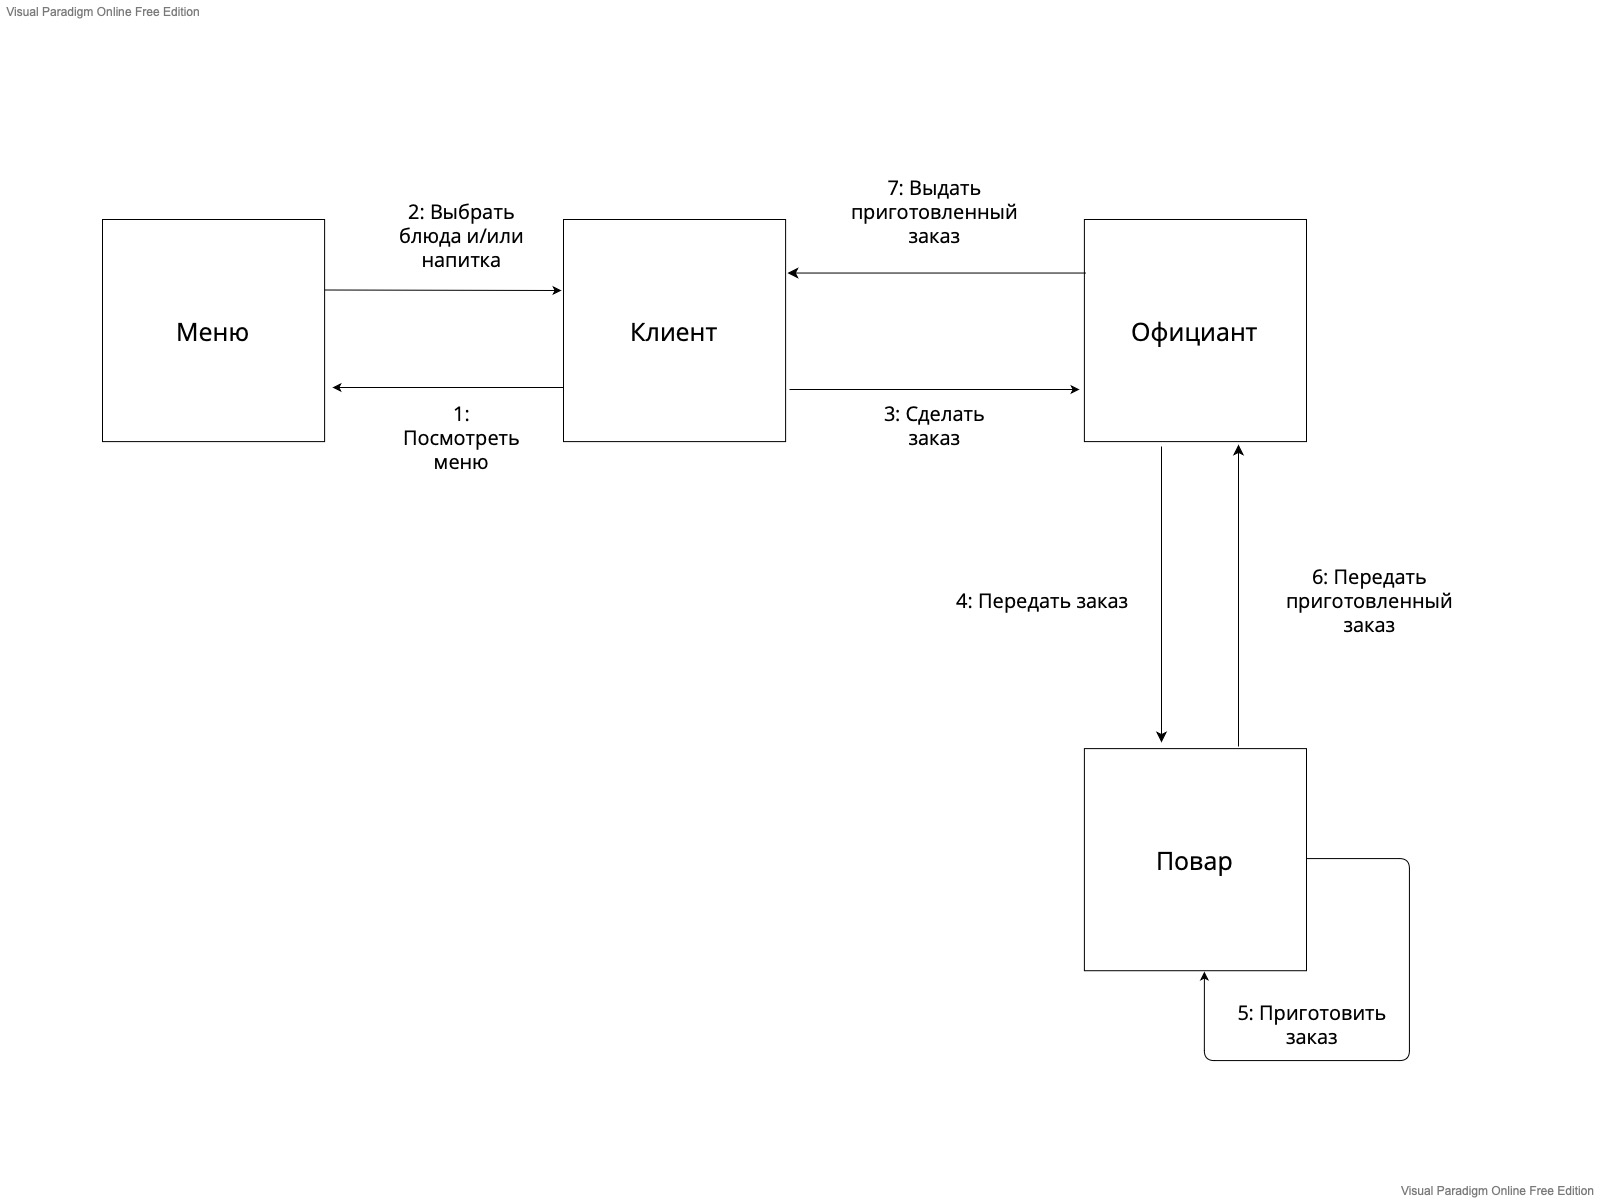 Visual Paradigm Online Free Edition
7: Выдать
приготовленный
заказ
2: Выбрать
блюда и/или
напитка
Меню
Клиент
Официант
1:
Посмотреть
меню
3: Сделать
заказ
4: Передать заказ
6: Передать
приготовленный
заказ
Повар
5: Приготовить
заказ
Visual Paradigm Online Free Edition